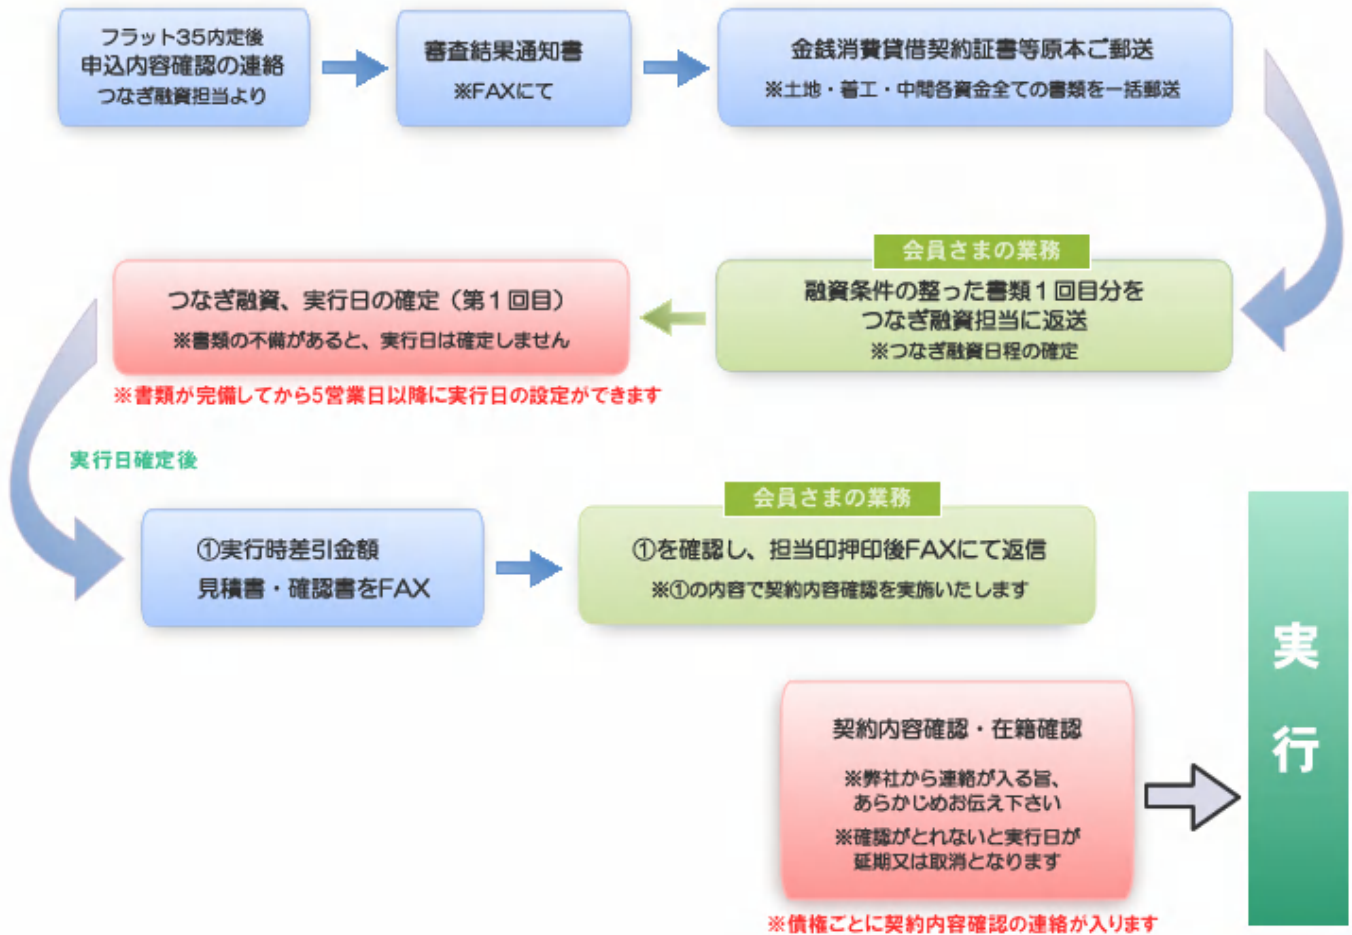 フラット35内定後
申込内容確認の連絡
つなぎ融資担当より
審査結果通知書
※FAXにて
金銭消費貸借契約証書等原本ご郵送
※土地・着工・中間各資金全ての書類を一括郵送
会員さまの業務
融資条件の整った書類１回目分を
つなぎ融資担当に返送
※つなぎ融資日程の確定
つなぎ融資、実行日の確定（第１回目）
※書類の不備があると、実行日は確定しません
※書類が完備してから5営業日以降に実行日の設定ができます
実行日確定後
①実行時差引金額
見積書・確認書をFAX
会員さまの業務
①を確認し、担当印押印後FAXにて返信
※①の内容で契約内容確認を実施いたします
契約内容確認・在籍確認
※弊社から連絡が入る旨、
あらかじめお伝え下さい
※確認がとれないと実行日が
延期又は取消となります
※債権ごとに契約内容確認の連絡が入ります
実
行